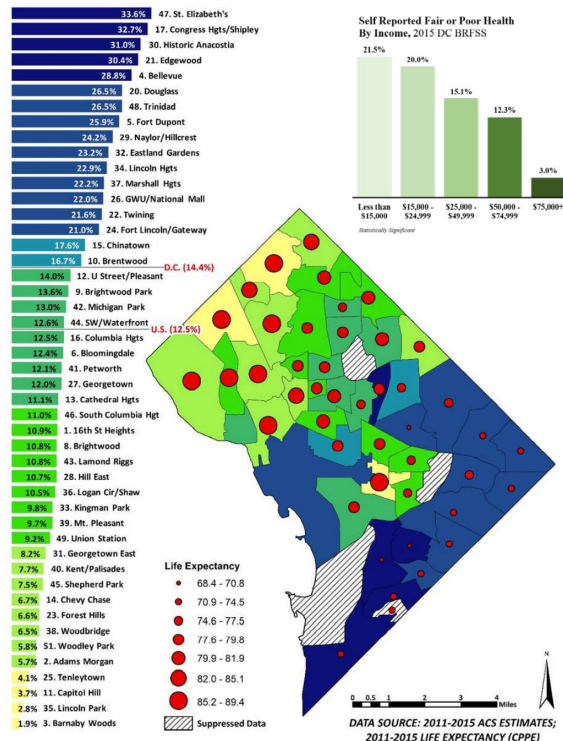 33.6% 47. St. Elizabeth's
32.7% 17. Congress Hgts/Shipley
31.0% 30. Historic Anacostia
30.4% 21. Edgewood
28.8% 4. Bellevue
26.5% 20. Douglass
26.5% 48. Trinidad
25.9% 5. Fort Dupont
24.2% 29. Naylor/Hillcrest
23.2% 32. Eastland Gardens
22.9% 34. Lincoln Hgts
22.2% 37. Marshall Hgts
22.0% 26. GWU/National Mall
21.6% 22. Twining
21.0% 24. Fort Lincoln/Gateway
17.6% 15. Chinatown
16.7% 10. Brentwood
D.C. (14.4%)
14.0% 12. U Street/Pleasant
13.6% 9. Brightwood Park
13.0% 42. Michigan Park
12.6% 44. SW/Waterfront
U.S. (12.5%)
12.5% 16. Columbia Hgts
12.4% 6. Bloomingdale
12.1% 41. Petworth
12.0% 27. Georgetown
11.1% 13. Cathedral Hgts
11.0% 46. South Columbia Hgt
10.9% 1. 16th St Heights
10.8% 8. Brightwood
10.8% 43. Lamond Riggs
10.7% 28. Hill East
10.5% 36. Logan Cir/Shaw
9.8% 33. Kingman Park
9.7% 39. Mt. Pleasant
9.2% 49. Union Station
8.2% 31. Georgetown East
7.7% 40. Kent/Palisades
7.5% 45. Shepherd Park
6.7% 14. Chevy Chase
6.6% 23. Forest Hills
6.5% 38. Woodbridge
5.8% 51. Woodley Park
5.7% 2. Adams Morgan
4.1% 25. Tenleytown
3.7% 11. Capitol Hill
2.8% 35. Lincoln Park
1.9% 3. Barnaby Woods
Self Reported Fair or Poor Health
By Income, 2015 DC BRFSS
21.5%
20.0%
15.1%
12.3%
3.0%
Less than $15,000 - $25,000 - $50,000 - $75,000+
$15,000 $24,999 $49,999 $74,999
Statistically Significant
Life Expectancy
68.4 - 70.8
70.9 - 74.5
74.6 - 77.5
77.6 - 79.8
79.9 - 81.9
82.0 - 85.1
85.2 - 89.4
Suppressed Data
N
0 0.5 1 2 3 4
Miles
DATA SOURCE: 2011-2015 ACS ESTIMATES;
2011-2015 LIFE EXPECTANCY (CPPE)